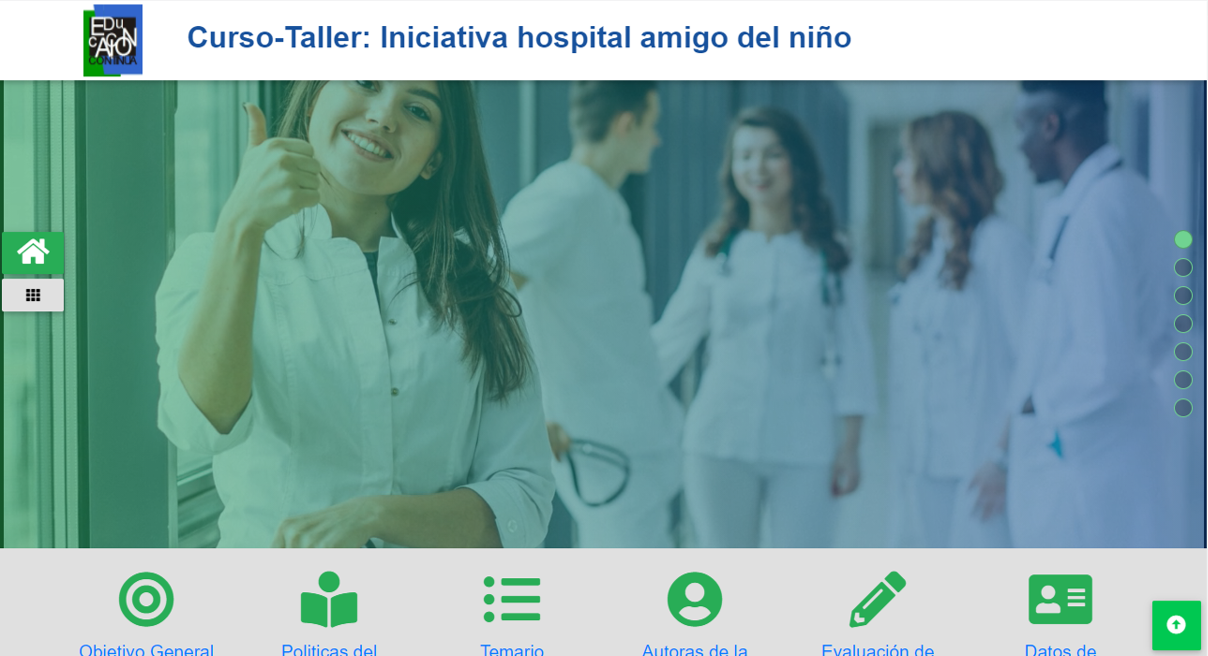 EDuCACION
CONTINUA
Curso-Taller: Iniciativa hospital amigo del niño
Objetivo General
Politicas del
Temario
Autoras de la
Evaluación de
Datos de